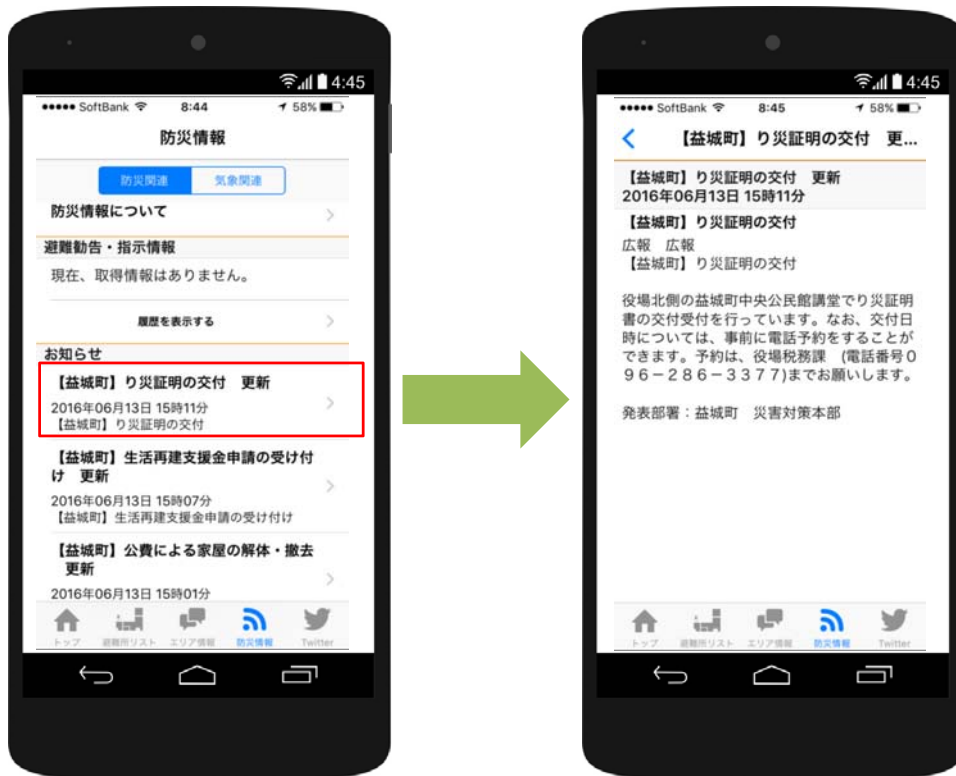 4:45
●●●●● SoftBank 8:44 58%
防災情報
防災関連 気象関連
防災情報について
避難勧告・指示情報
現在、取得情報はありません。
履歴を表示する
お知らせ
【益城町】り災証明の交付　更新
2016年06月13日 15時11分
【益城町】り災証明の交付
【益城町】生活再建支援金申請の受け付
け　更新
2016年06月13日 15時07分
【益城町】生活再建支援金申請の受け付け
【益城町】公費による家屋の解体・撤去
更新
2016年06月13日 15時01分
トップ 避難所リスト エリア情報 防災情報 Twitter
4:45
●●●●● SoftBank 8:45 58%
【益城町】り災証明の交付　更...
【益城町】り災証明の交付　更新
2016年06月13日 15時11分
【益城町】り災証明の交付
広報　広報
【益城町】り災証明の交付
役場北側の益城町中央公民館講堂でり災証明
書の交付受付を行っています。なお、交付日
時については、事前に電話予約をすることが
できます。予約は、役場税務課　(電話番号０
９６－２８６－３３７７)までお願いします。
発表部署：益城町　災害対策本部
トップ 避難所リスト エリア情報 防災情報 Twitter